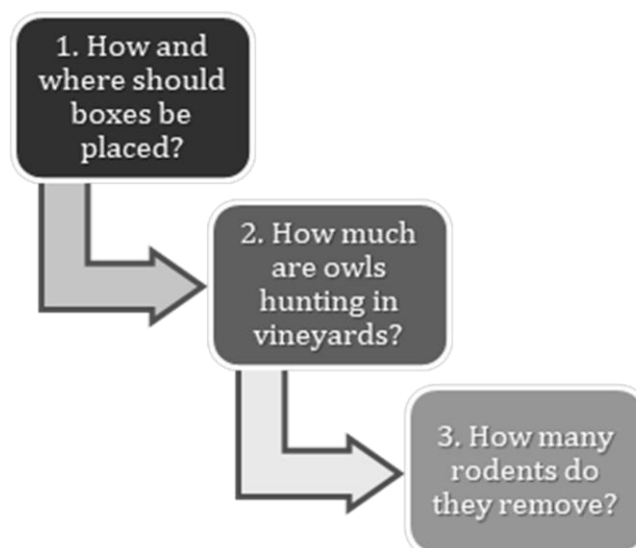 1. How and
where should
boxes be
placed?
2. How much
are owls
hunting in
vineyards?
3. How many
rodents do
they remove?